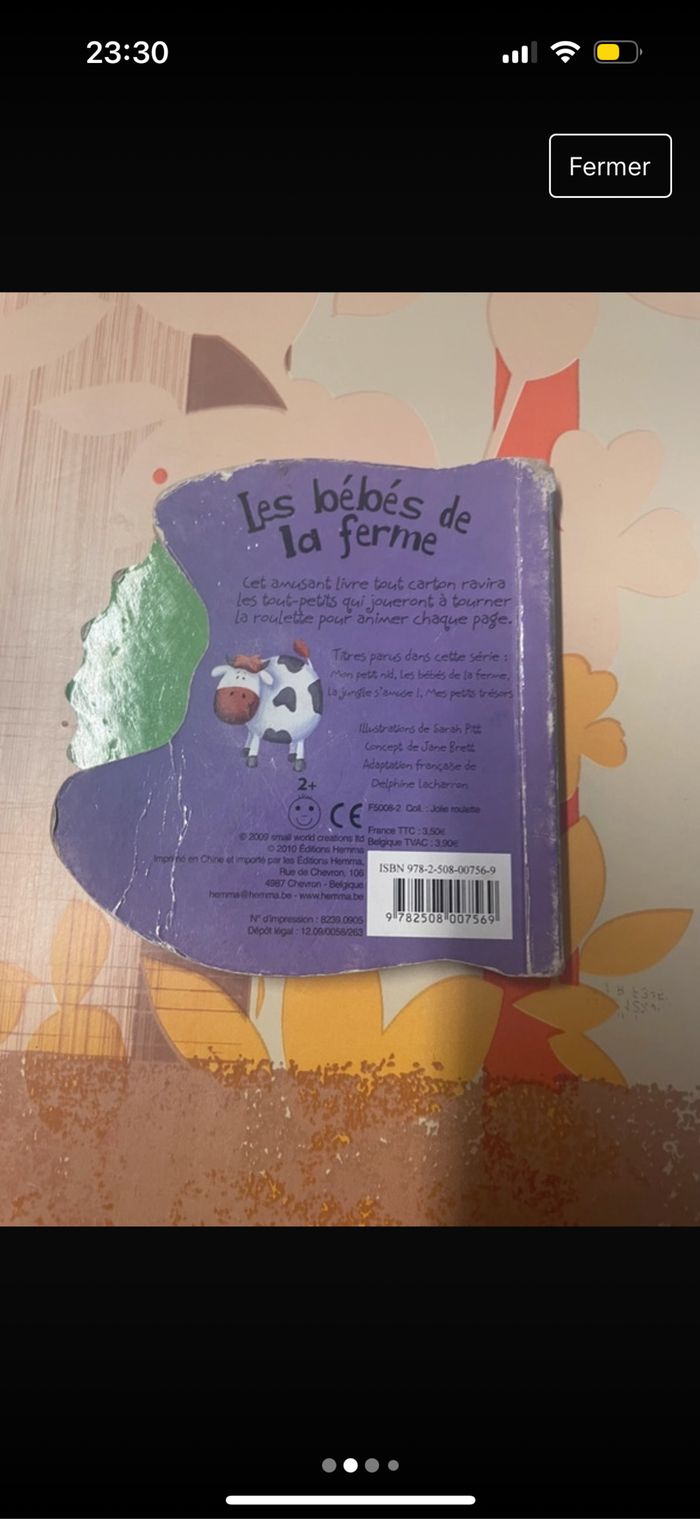 23:30
Fermer
Les bébés de
la ferme
Cet amusant livre tout carton ravira
les tout-petits qui joueront à tourner
la roulette pour animer chaque page.
Titres parus dans cette série :
Mon petit nid, Les bébés de la ferme,
La jungle s'amuse !, Mes petits trésors
Illustrations de Sarah Pitt
Concept de Jane Brett
Adaptation française de
Delphine Lacharron
2+
CE
F5008-2 Coll. : Jolie roulette
France TTC : 3,50€
Belgique TVAC : 3,90€
© 2009 small world creations ltd
© 2010 Éditions Hemma
Imprimé en Chine et importé par les Éditions Hemma,
Rue de Chevron, 106
4987 Chevron - Belgique
hemma@hemma.be - www.hemma.be
N° d'impression : 8239.0905
Dépôt légal : 12.09/0058/263
ISBN 978-2-508-00756-9
9 782508 007569